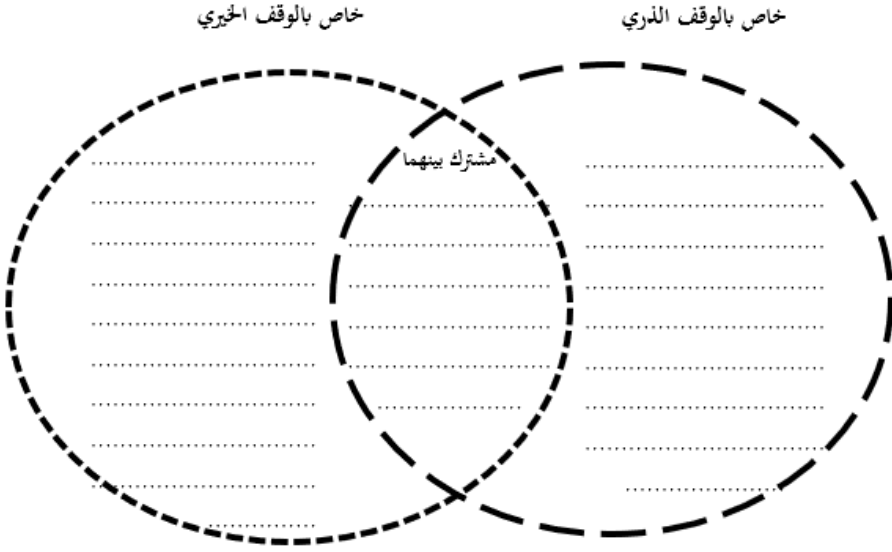 خاص بالوقف الذري
خاص بالوقف الخيري
مشترك بينهما